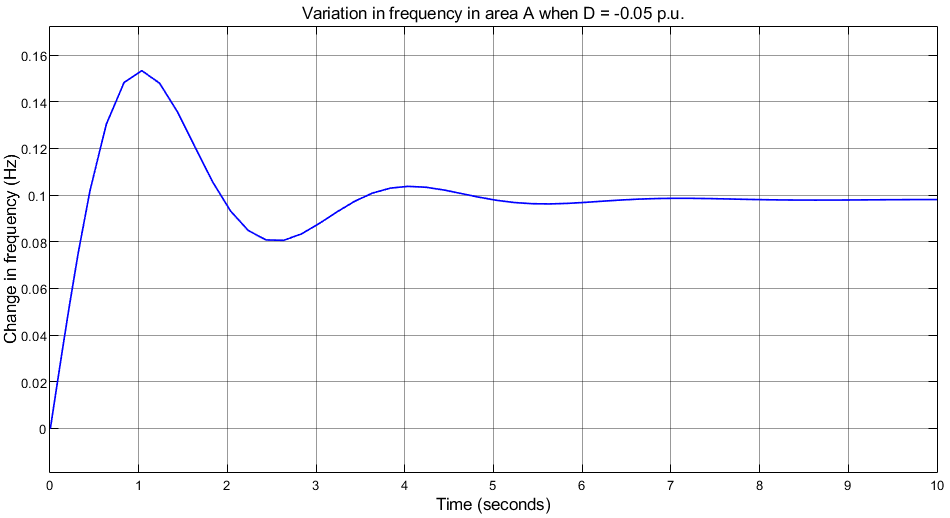 Variation in frequency in area A when D = -0.05 p.u.
Change in frequency (Hz)
0.16
0.14
0.12
0.1
0.08
0.06
0.04
0.02
0
0 1 2 3 4 5 6 7 8 9 10
Time (seconds)